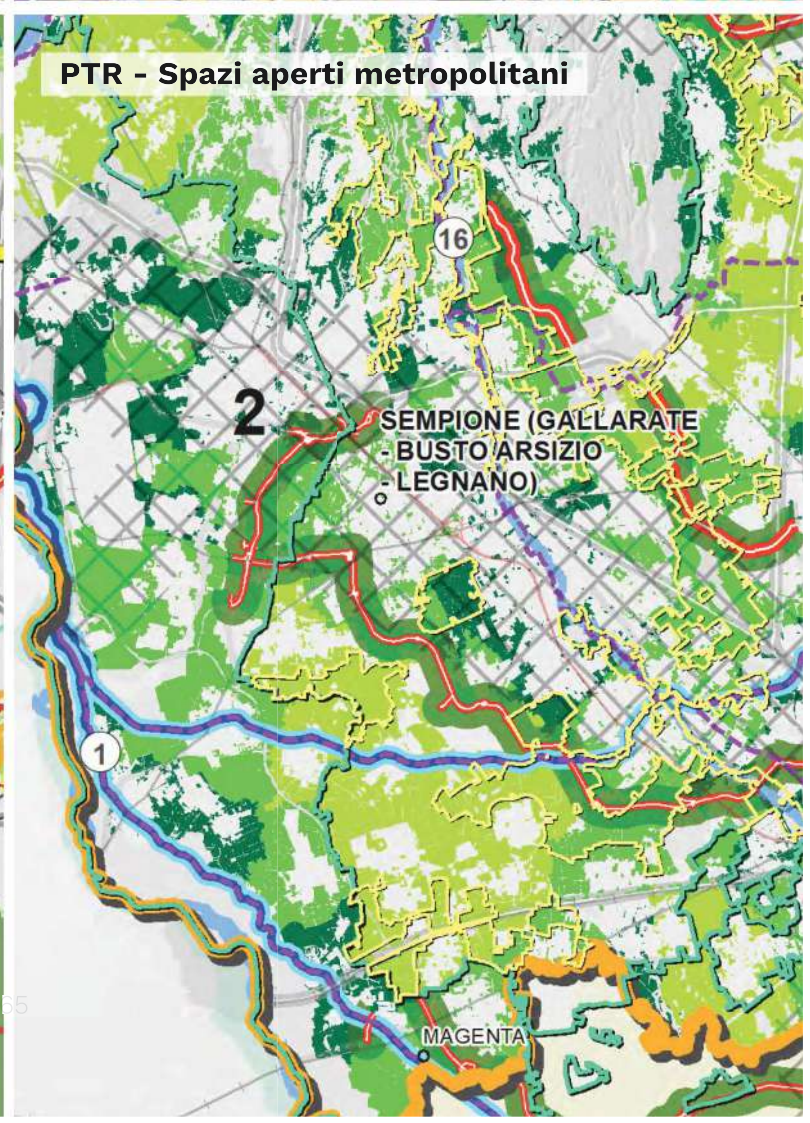 PTR - Spazi aperti metropolitani
16
2
SEMPIONE (GALLARATE
- BUSTO ARSIZIO
- LEGNANO)
1
65
MAGENTA